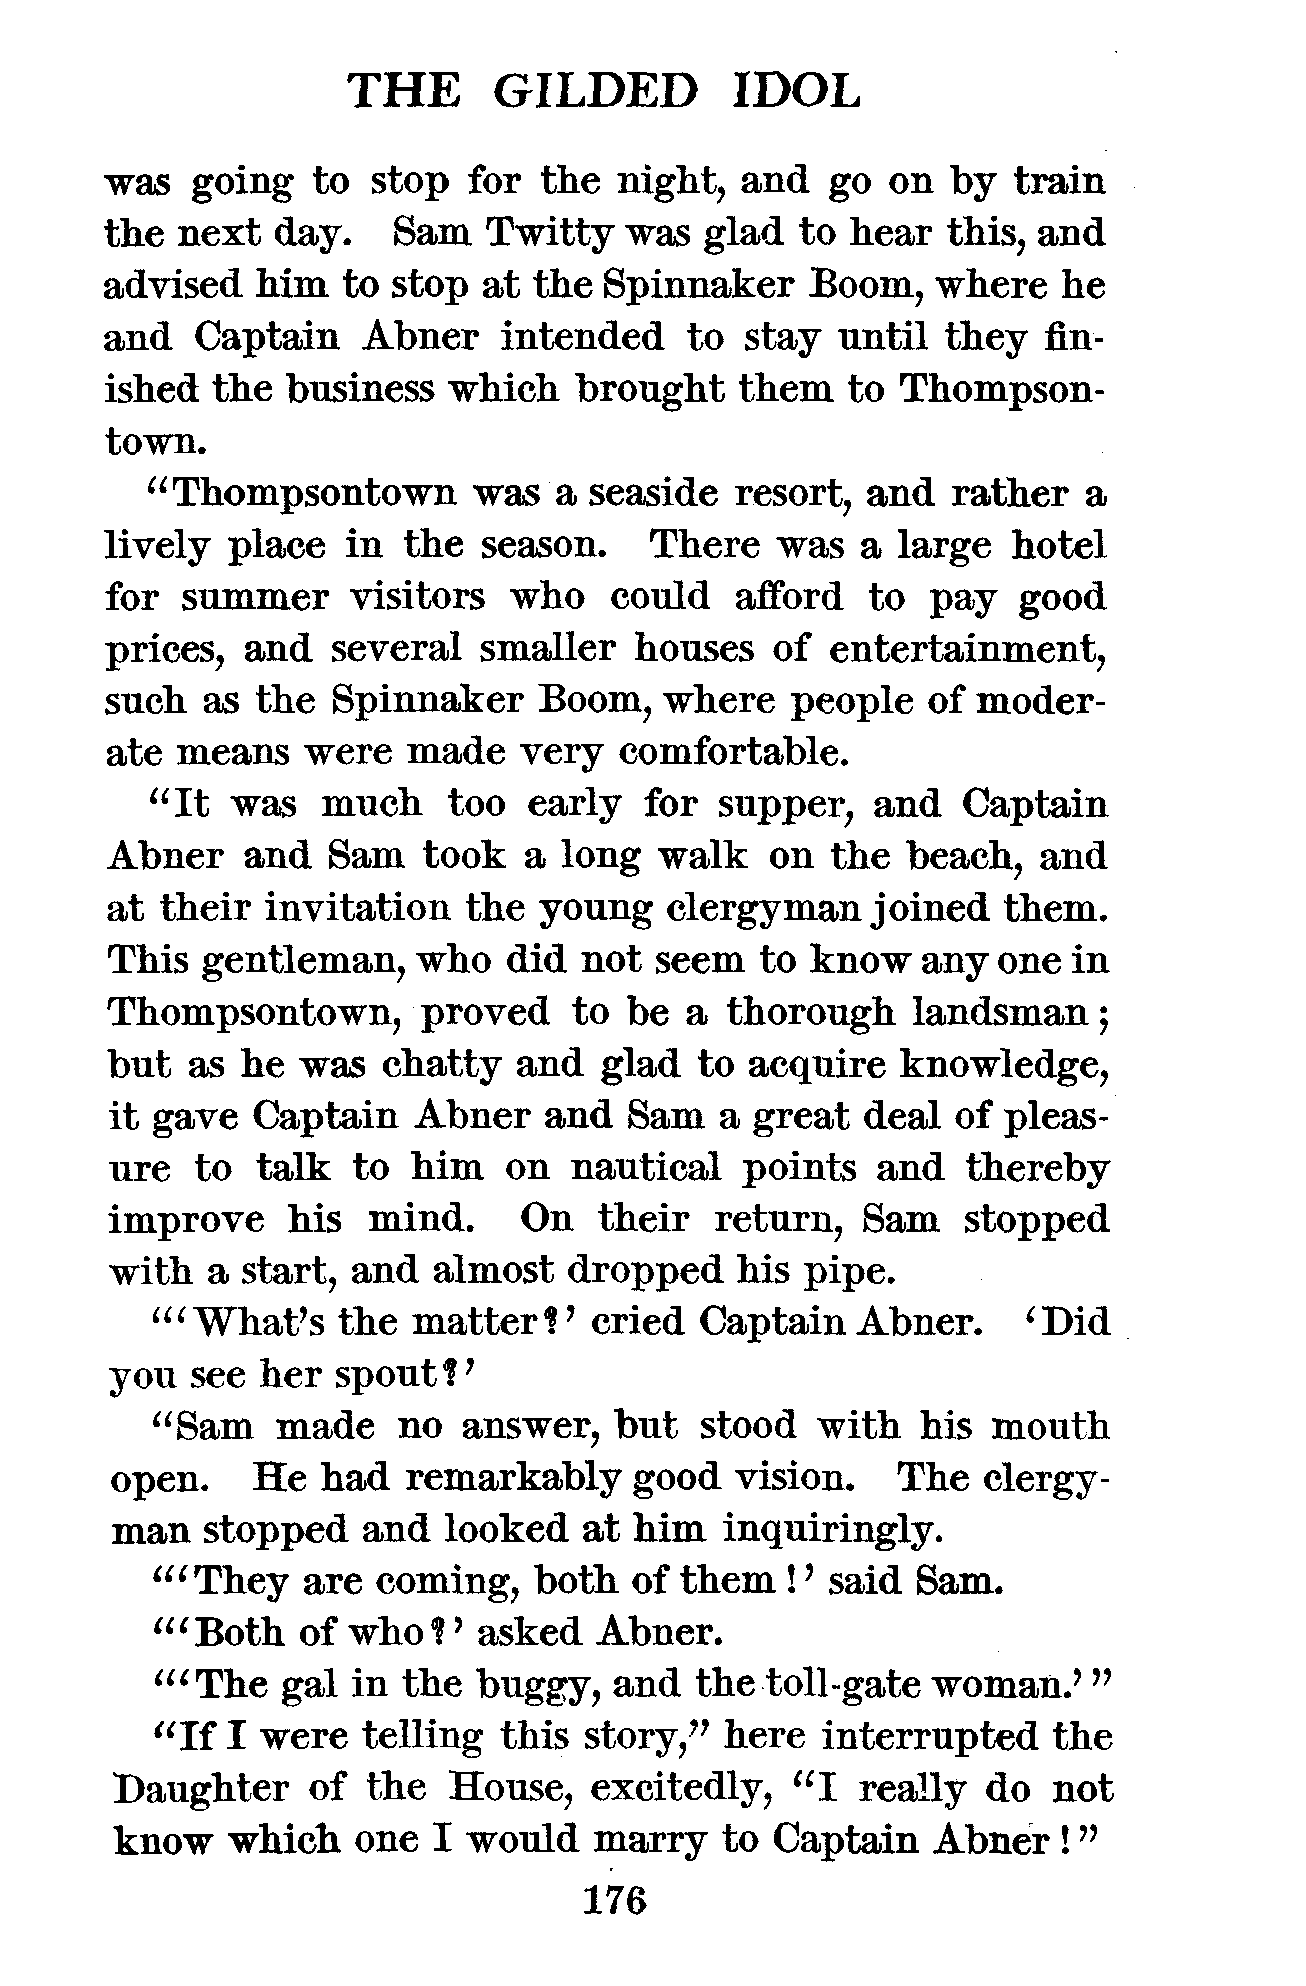 THE GILDED IDOL
was going to stop for the night, and go on by train
the next day. Sam Twitty was glad to hear this, and
advised him to stop at the Spinnaker Boom, where he
and Captain Abner intended to stay until they fin-
ished the business which brought them to Thompson-
town.
“Thompsontown was a seaside resort, and rather a
lively place in the season. There was a large hotel
for summer visitors who could afford to pay good
prices, and several smaller houses of entertainment,
such as the Spinnaker Boom, where people of moder-
ate means were made very comfortable.
“It was much too early for supper, and Captain
Abner and Sam took a long walk on the beach, and
at their invitation the young clergyman joined them.
This gentleman, who did not seem to know any one in
Thompsontown, proved to be a thorough landsman;
but as he was chatty and glad to acquire knowledge,
it gave Captain Abner and Sam a great deal of pleas-
ure to talk to him on nautical points and thereby
improve his mind. On their return, Sam stopped
with a start, and almost dropped his pipe.
“‘What's the matter?’ cried Captain Abner. ‘Did
you see her spout?’
“Sam made no answer, but stood with his mouth
open. He had remarkably good vision. The clergy-
man stopped and looked at him inquiringly.
“‘They are coming, both of them!’ said Sam.
“‘Both of who?’ asked Abner.
“‘The gal in the buggy, and the toll-gate woman.’”
“If I were telling this story,” here interrupted the
Daughter of the House, excitedly, “I really do not
know which one I would marry to Captain Abner!”
176